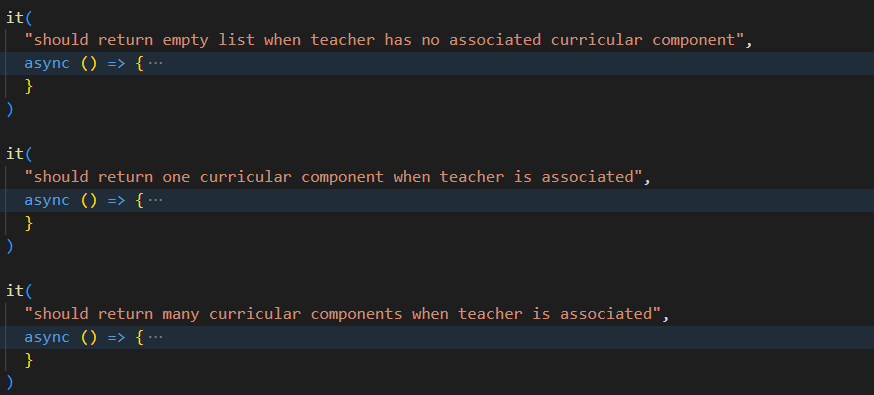 it(
"should return empty list when teacher has no associated curricular component",
async () => { ···
}
)
it(
"should return one curricular component when teacher is associated",
async () => { ···
}
)
it(
"should return many curricular components when teacher is associated",
async () => { ···
}
)